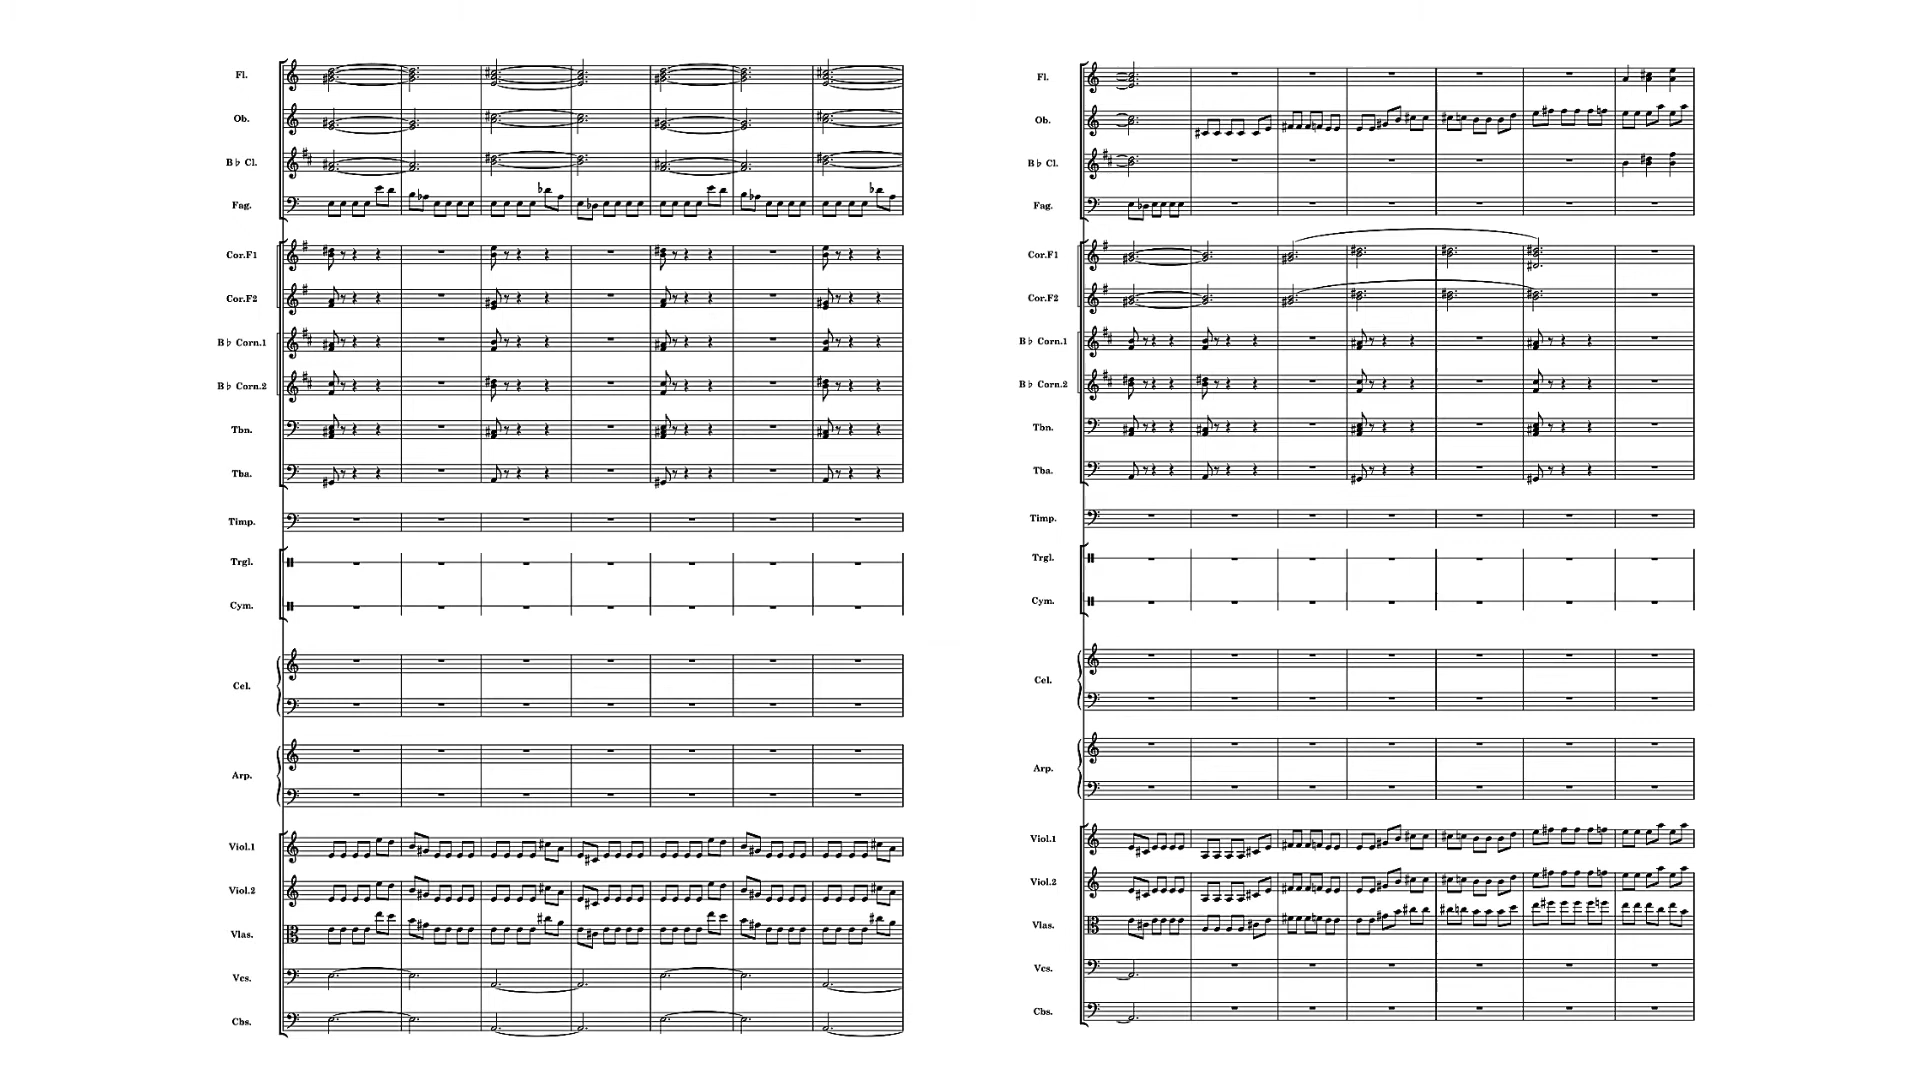 Fl.
Ob.
B♭ Cl.
Fag.
Cor.F1
Cor.F2
B♭ Corn.1
B♭ Corn.2
Tbn.
Tba.
Timp.
Trgl.
Cym.
Cel.
Arp.
Viol.1
Viol.2
Vlas.
Vcs.
Cbs.
Fl.
Ob.
B♭ Cl.
Fag.
Cor.F1
Cor.F2
B♭ Corn.1
B♭ Corn.2
Tbn.
Tba.
Timp.
Trgl.
Cym.
Cel.
Arp.
Viol.1
Viol.2
Vlas.
Vcs.
Cbs.